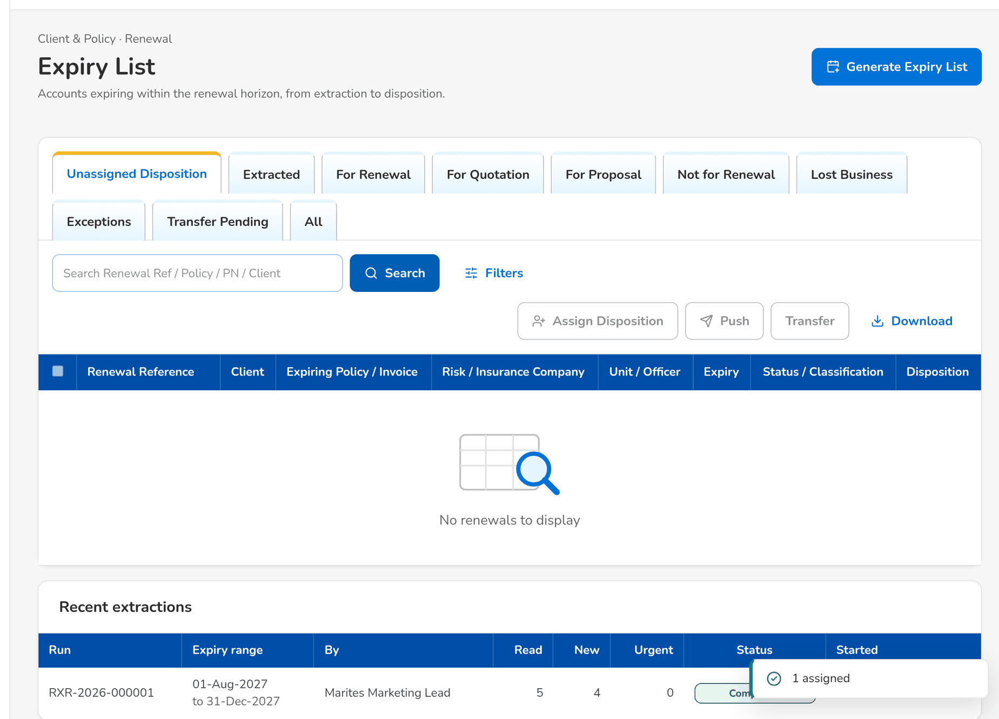 Client & Policy · Renewal
Expiry List
Generate Expiry List
Accounts expiring within the renewal horizon, from extraction to disposition.
Unassigned Disposition
Extracted
For Renewal
For Quotation
For Proposal
Not for Renewal
Lost Business
Exceptions
Transfer Pending
All
Search Renewal Ref / Policy / PN / Client
Search
Filters
Assign Disposition
Push
Transfer
Download
Renewal Reference
Client
Expiring Policy / Invoice
Risk / Insurance Company
Unit / Officer
Expiry
Status / Classification
Disposition
No renewals to display
Recent extractions
Run
Expiry range
By
Read
New
Urgent
Status
Started
RXR-2026-000001
01-Aug-2027
to 31-Dec-2027
Marites Marketing Lead
5
4
0
1 assigned